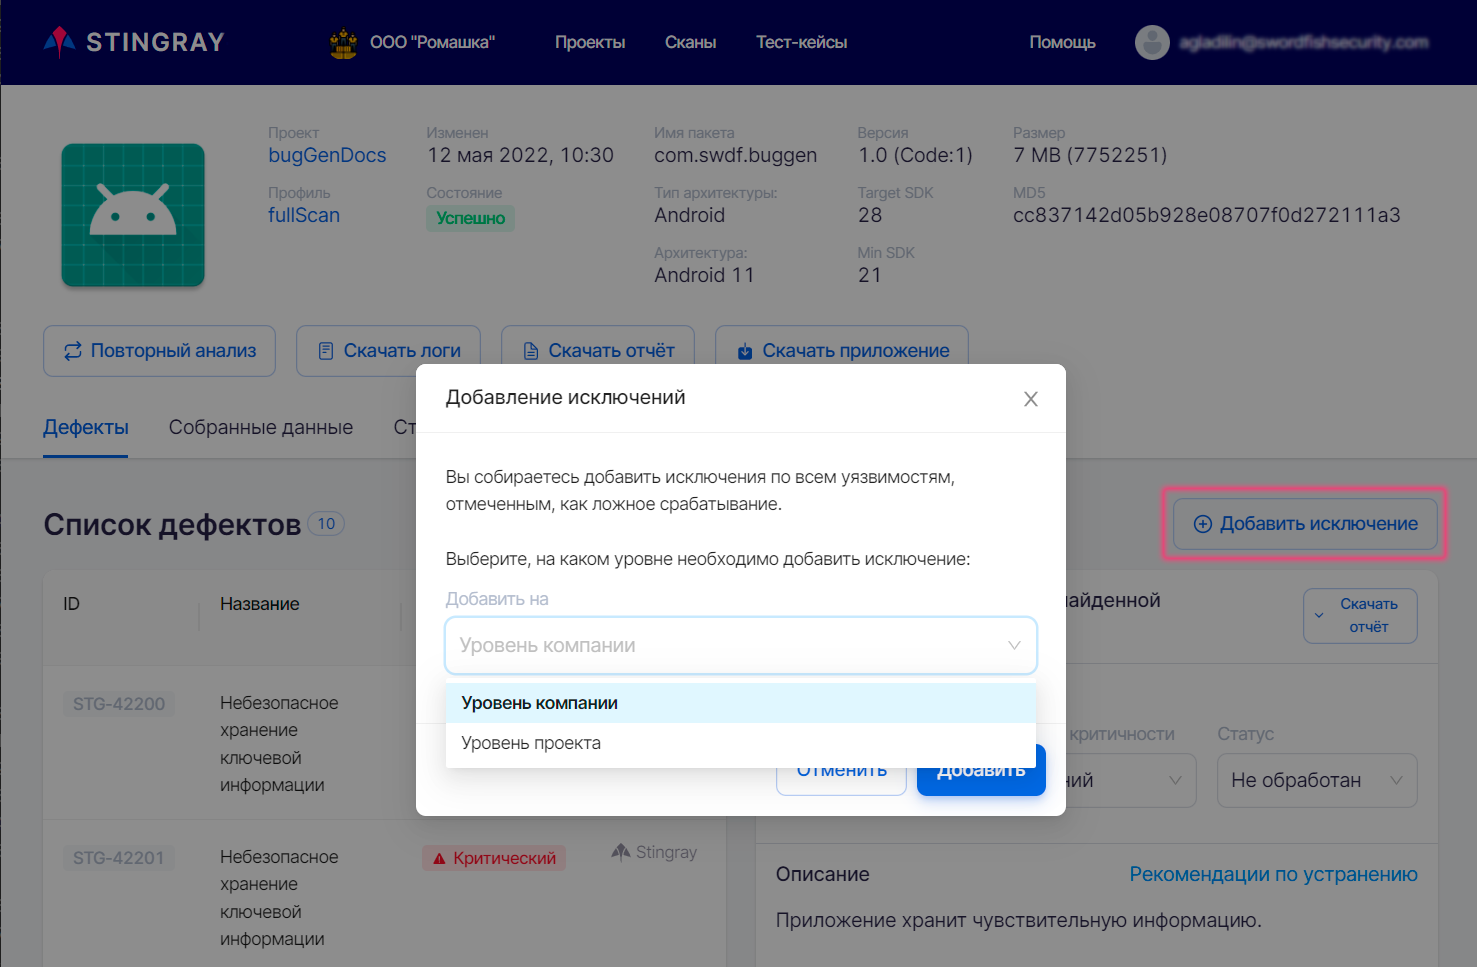 STINGRAY
ООО "Ромашка"
Проекты
Сканы
Тест-кейсы
Помощь
agladilin@swordfishsecurity.com
Проект
bugGenDocs
Изменен
12 мая 2022, 10:30
Имя пакета
com.swdf.buggen
Версия
1.0 (Code:1)
Размер
7 MB (7752251)
Профиль
fullScan
Состояние
Успешно
Тип архитектуры:
Android
Target SDK
28
MD5
cc837142d05b928e08707f0d272111a3
Архитектура:
Android 11
Min SDK
21
Повторный анализ
Скачать логи
Скачать отчёт
Скачать приложение
Дефекты
Собранные данные
Ст
Список дефектов 10
Добавить исключение
Добавление исключений
Вы собираетесь добавить исключения по всем уязвимостям,
отмеченным, как ложное срабатывание.
Выберите, на каком уровне необходимо добавить исключение:
Добавить на
Уровень компании
Уровень компании
Уровень проекта
Отменить
Добавить
ID
Название
STG-42200
Небезопасное
хранение
ключевой
информации
STG-42201
Небезопасное
хранение
ключевой
информации
Критический
Stingray
айденной
Скачать
отчёт
критичности
ний
Статус
Не обработан
Описание
Рекомендации по устранению
Приложение хранит чувствительную информацию.